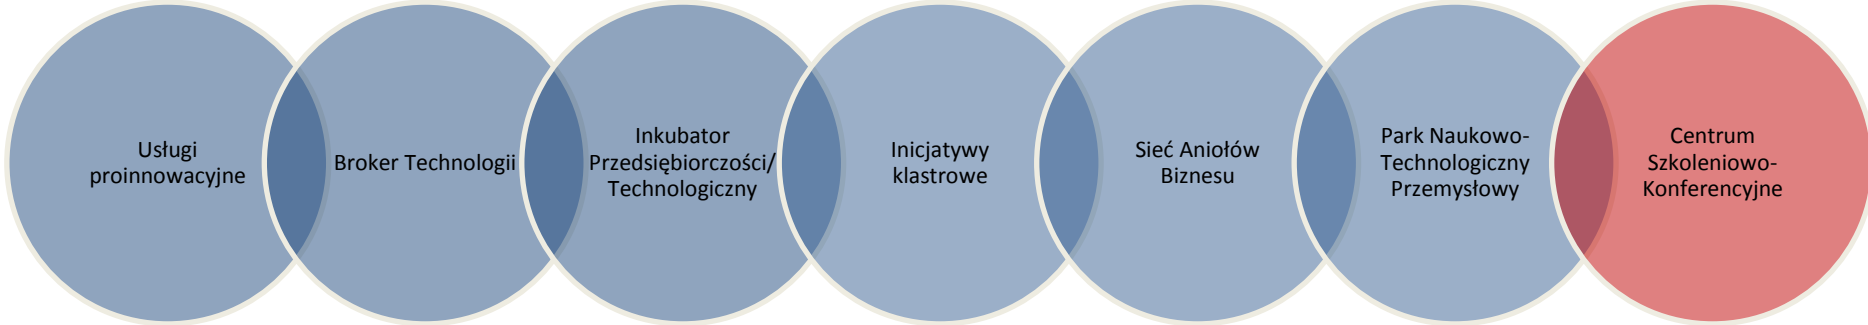 Usługi
proinnowacyjne
Broker Technologii
Inkubator
Przedsiębiorczości/
Technologiczny
Inicjatywy
klastrowe
Sieć Aniołów
Biznesu
Park Naukowo-
Technologiczny
Przemysłowy
Centrum
Szkoleniowo-
Konferencyjne